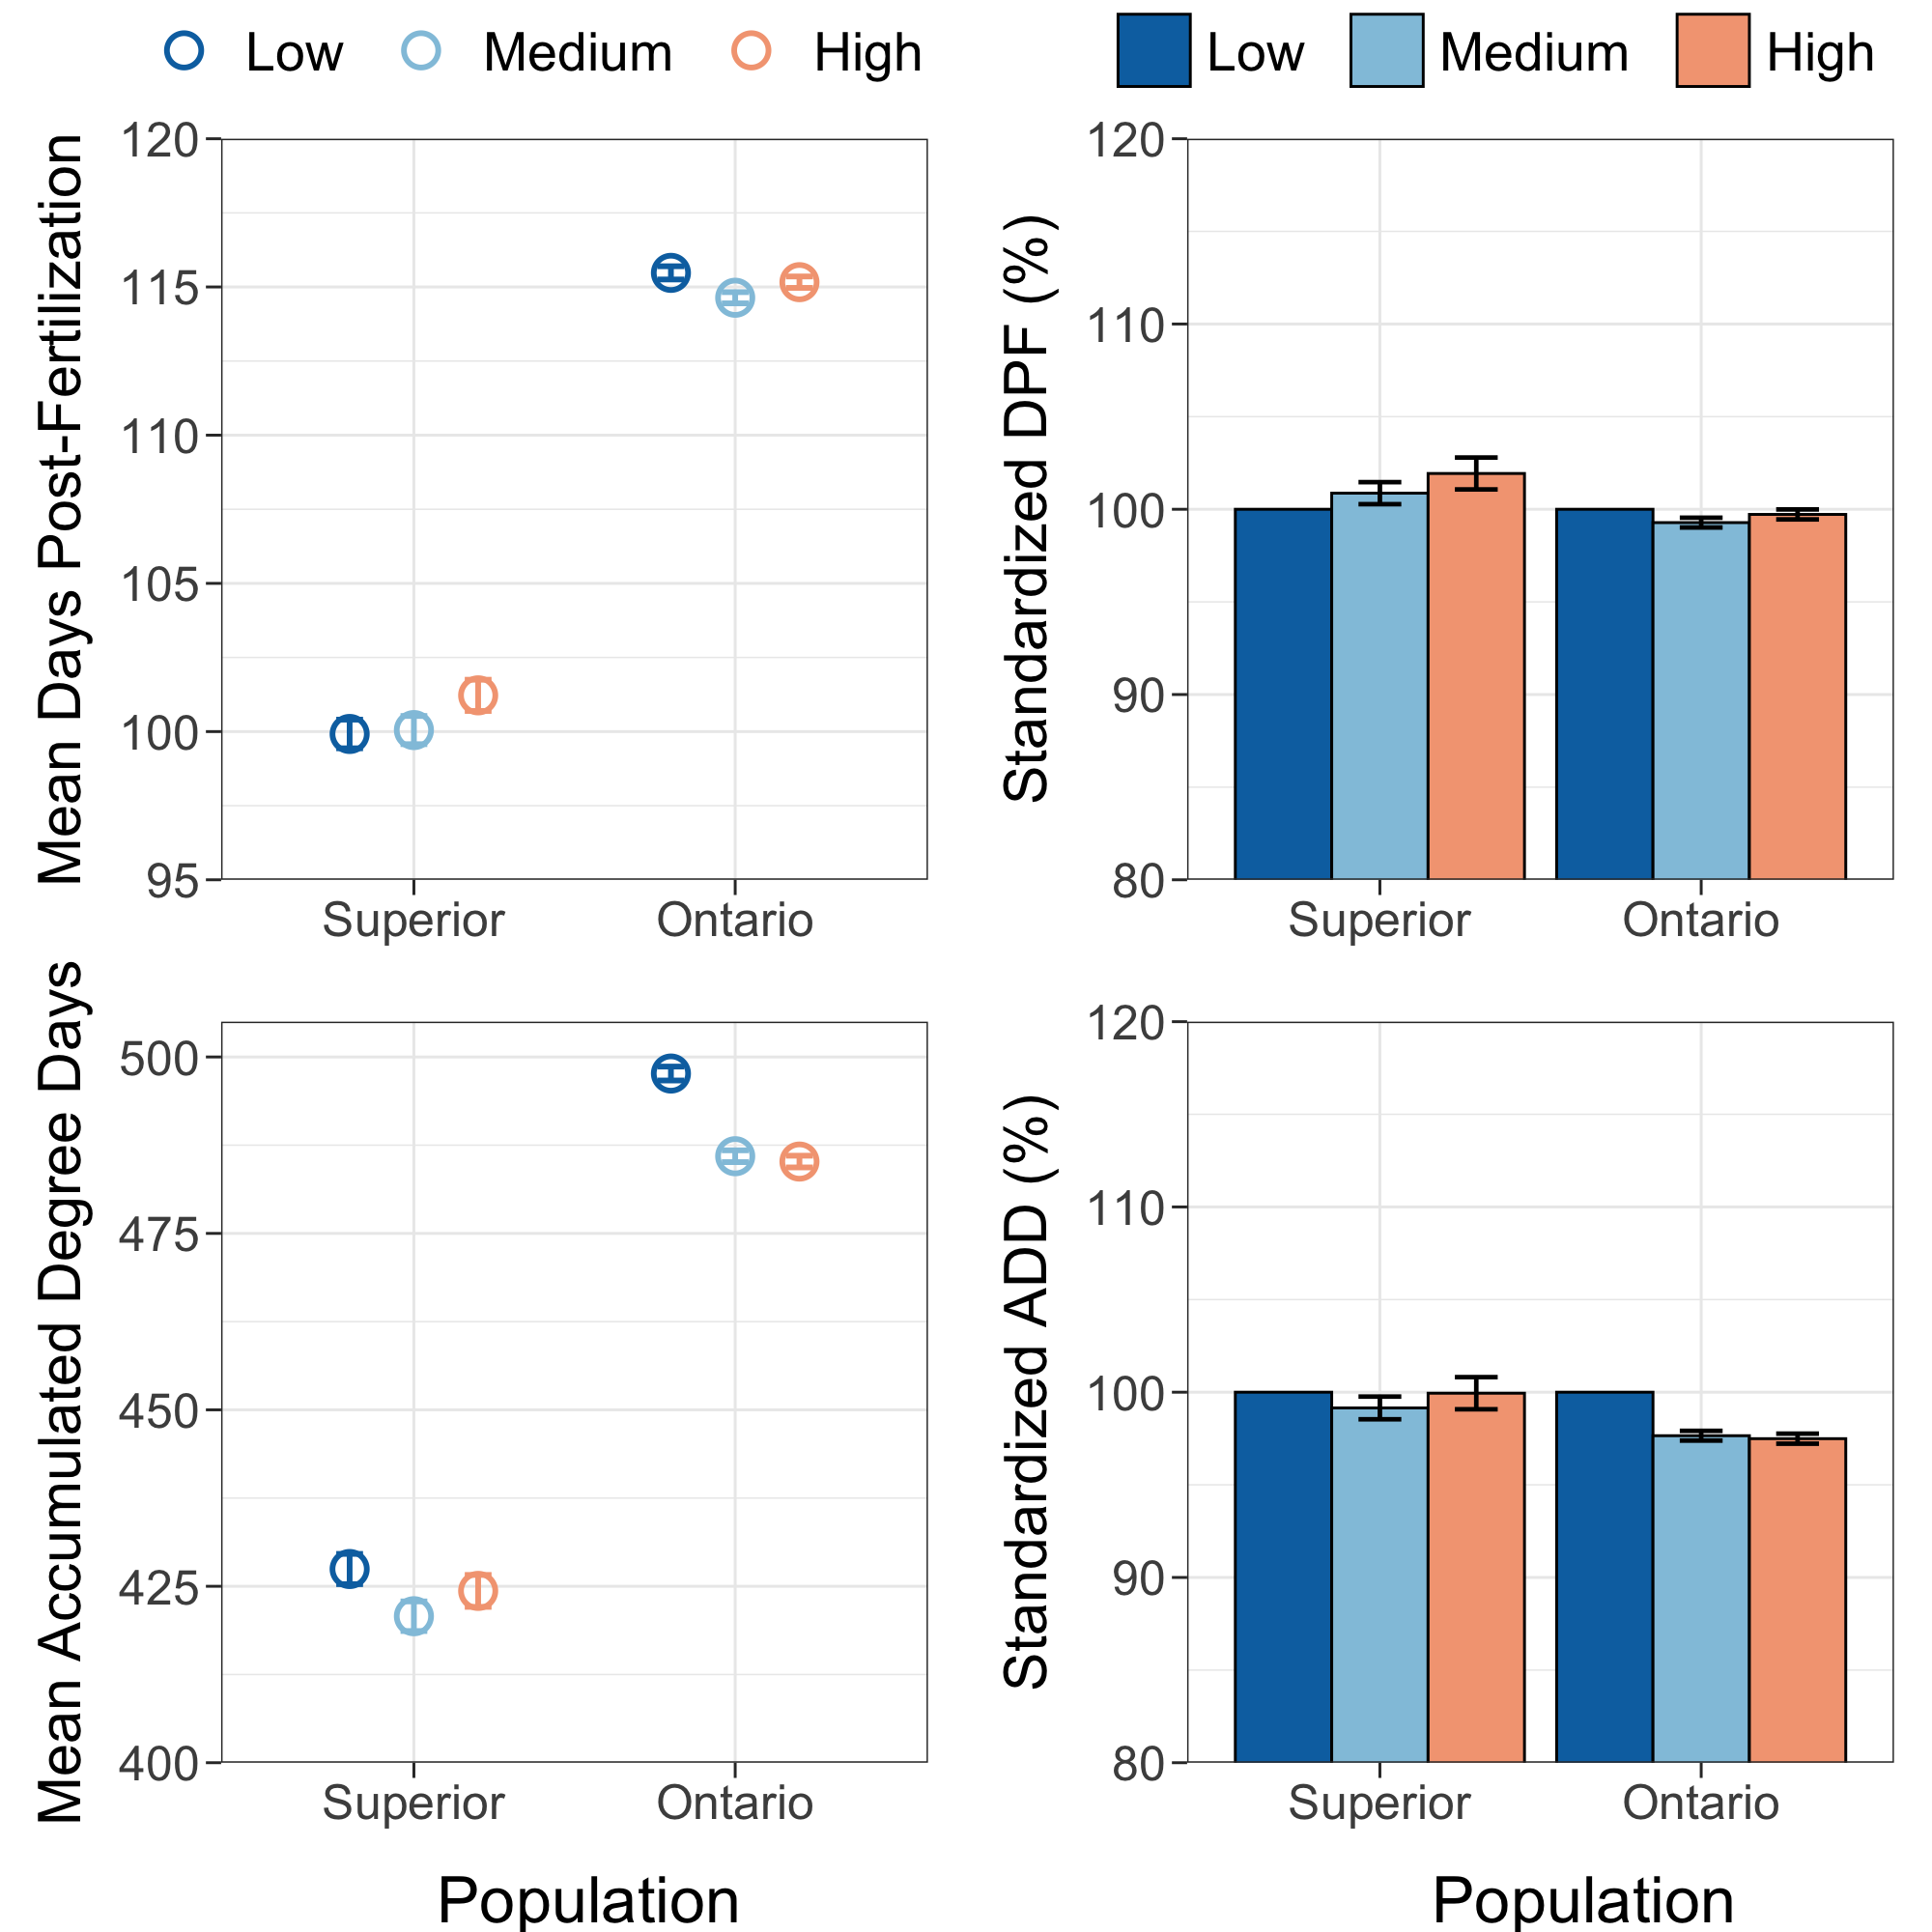 Low Medium High
Low Medium High
Mean Days Post-Fertilization
120
115
110
105
100
95
Superior Ontario
Standardized DPF (%)
120
110
100
90
80
Superior Ontario
Mean Accumulated Degree Days
500
475
450
425
400
Superior Ontario
Population
Standardized ADD (%)
120
110
100
90
80
Superior Ontario
Population